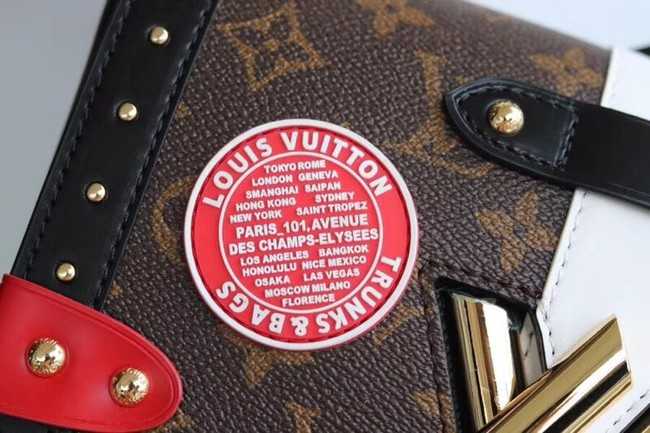 LOUIS VUITTON
TOKYO ROME
LONDON GENEVA
SMANGHAI SAIPAN
HONG KONG SYDNEY
NEW YORK SAINT TROPEZ
PARIS 101, AVENUE
DES CHAMPS-ELYSEES
LOS ANGELES BANGKOK
HONOLULU NICE MEXICO
OSAKA LAS VEGAS
MOSCOW MILANO
FLORENCE
TRUNKS & BAGS